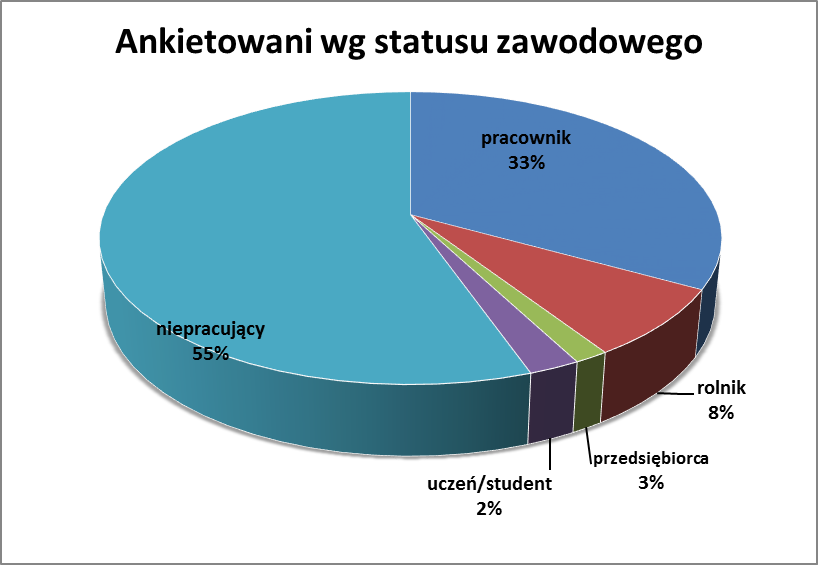 Ankietowani wg statusu zawodowego
pracownik
33%
niepracujący
55%
rolnik
8%
przedsiębiorca
3%
uczeń/student
2%